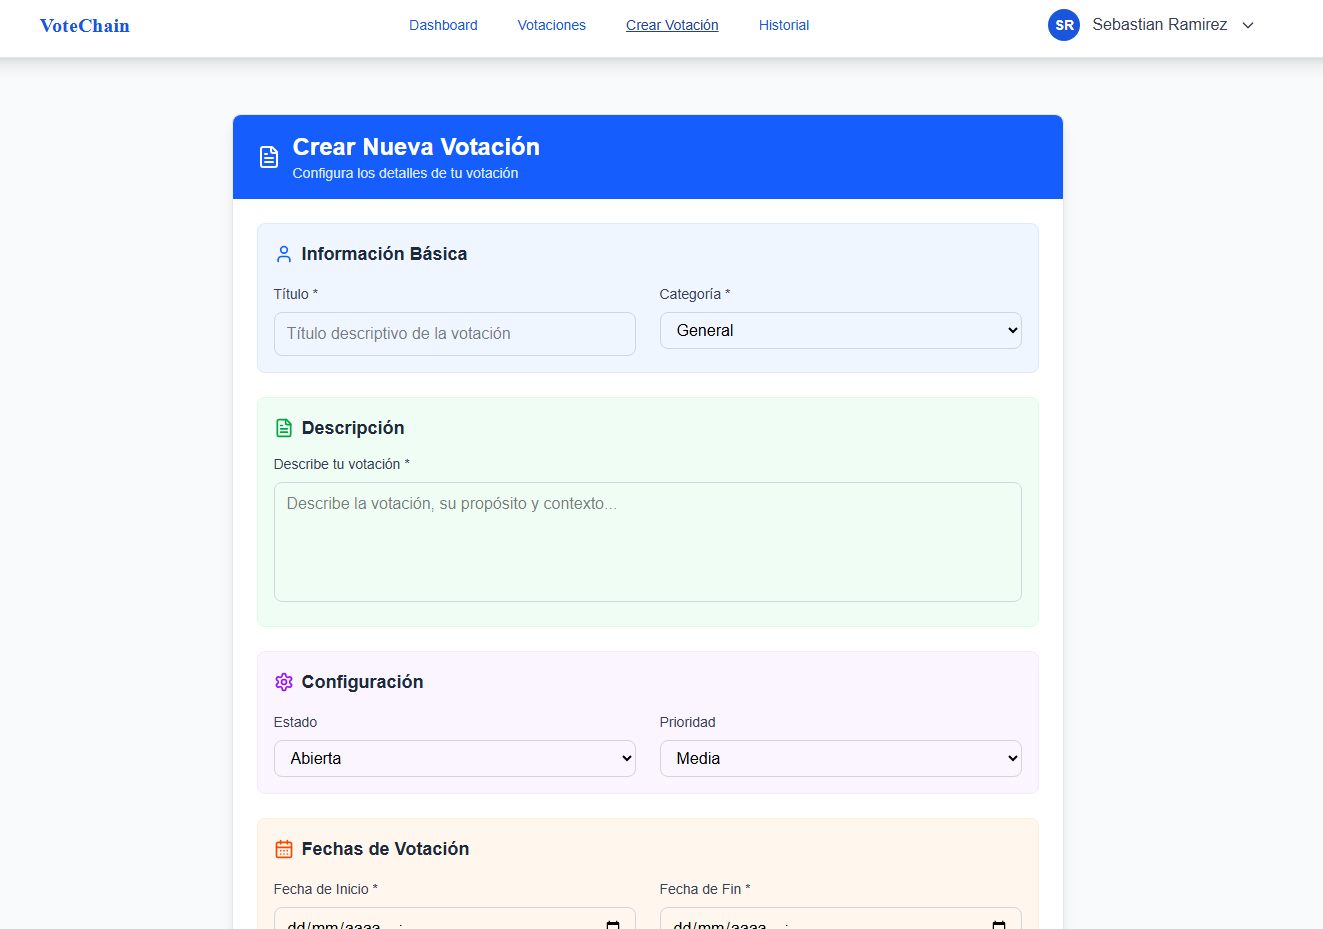 VoteChain
Dashboard Votaciones Crear Votación Historial
SR Sebastian Ramirez
Crear Nueva Votación
Configura los detalles de tu votación
Información Básica
Título * Categoría *
Título descriptivo de la votación General
Descripción
Describe tu votación *
Describe la votación, su propósito y contexto...
Configuración
Estado Prioridad
Abierta Media
Fechas de Votación
Fecha de Inicio * Fecha de Fin *
dd/mm/aaaa dd/mm/aaaa